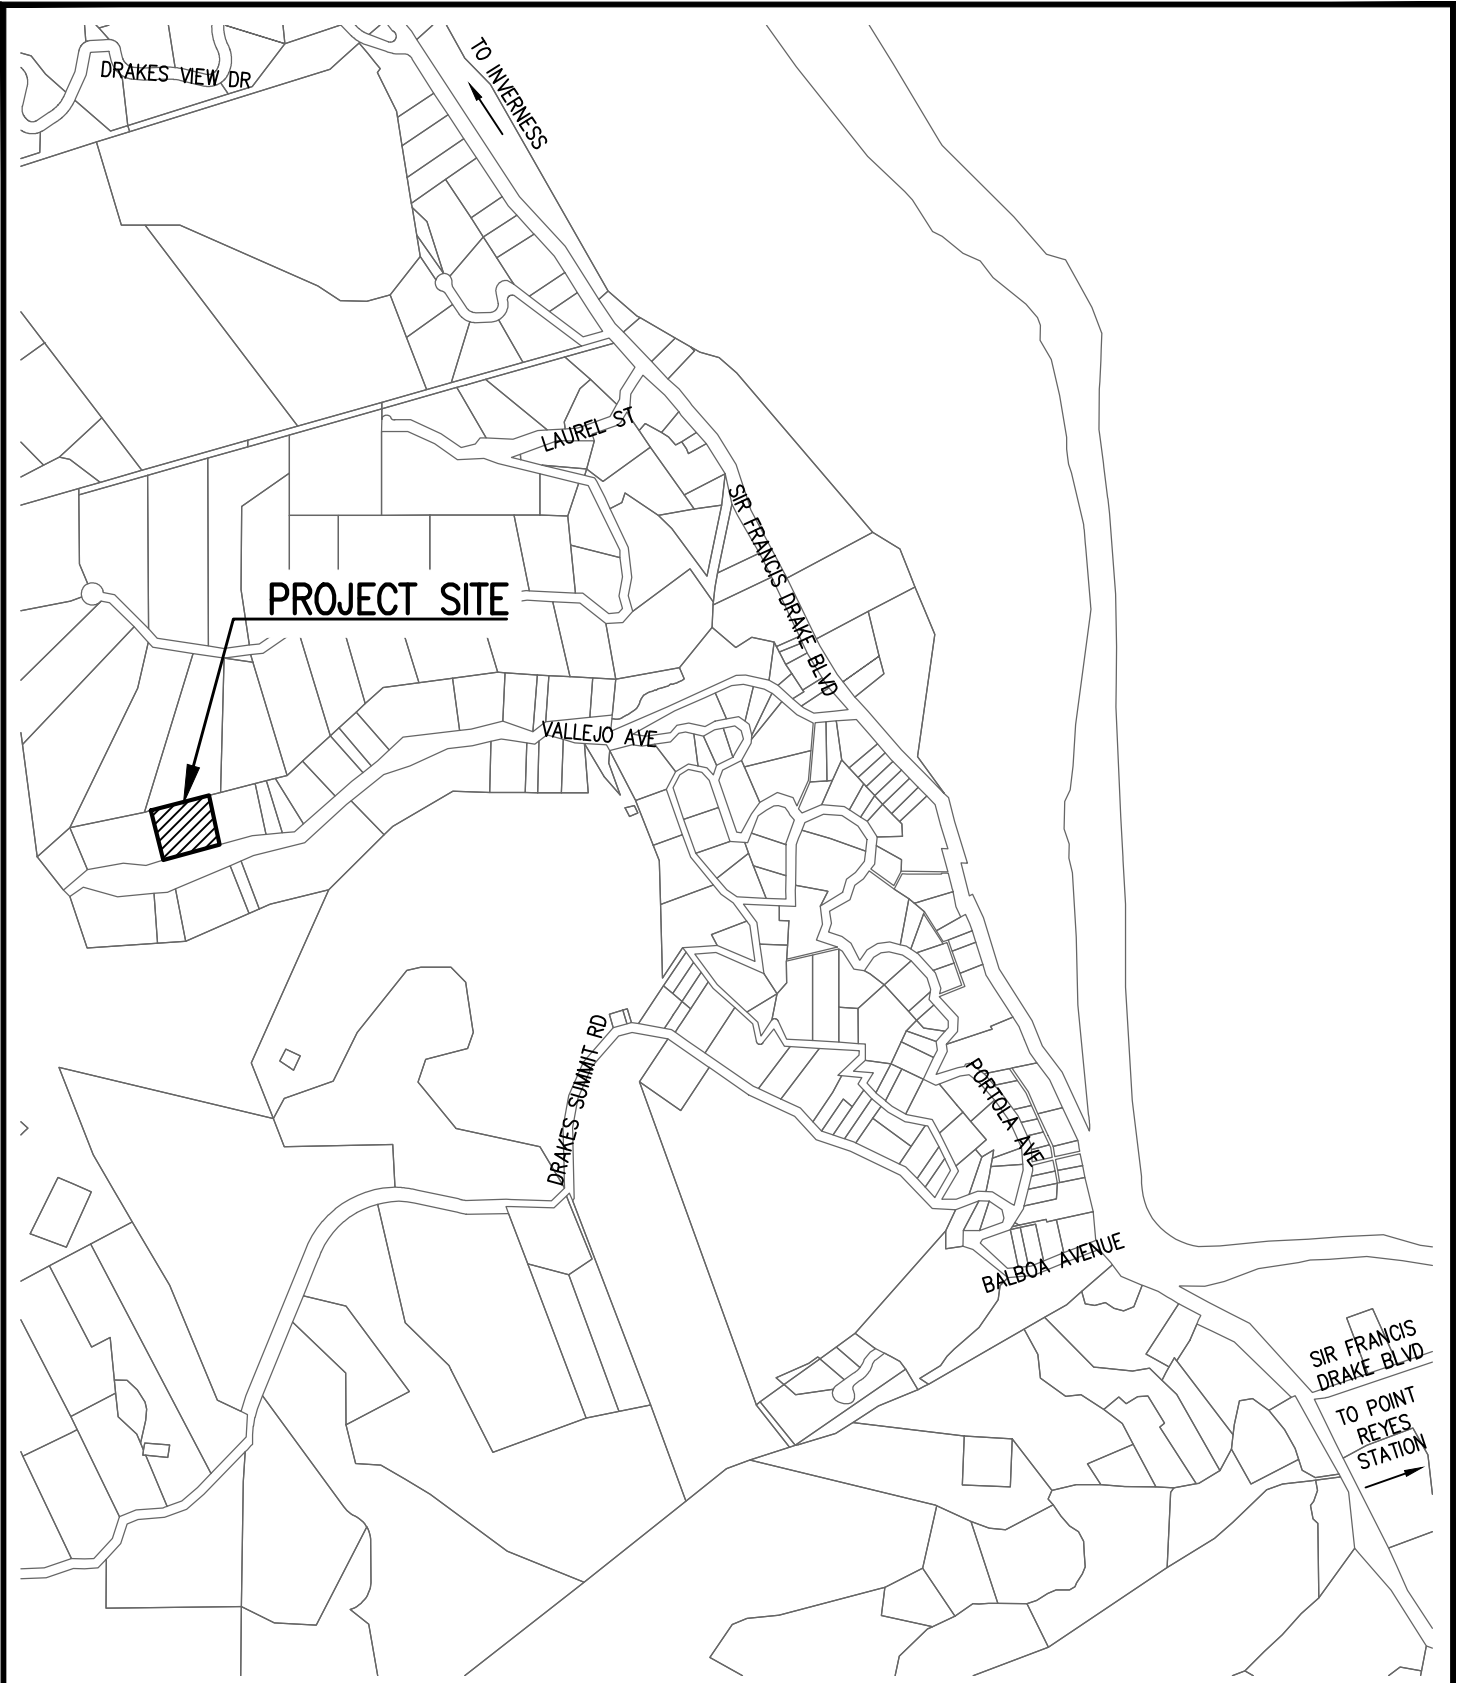 DRAKES VIEW DR
TO INVERNESS
LAUREL ST
SIR FRANCIS DRAKE BLVD
PROJECT SITE
VALLEJO AVE
DRAKES SUMMIT RD
PORTOLA AVE
BALBOA AVENUE
SIR FRANCIS
DRAKE BLVD
TO POINT
REYES
STATION